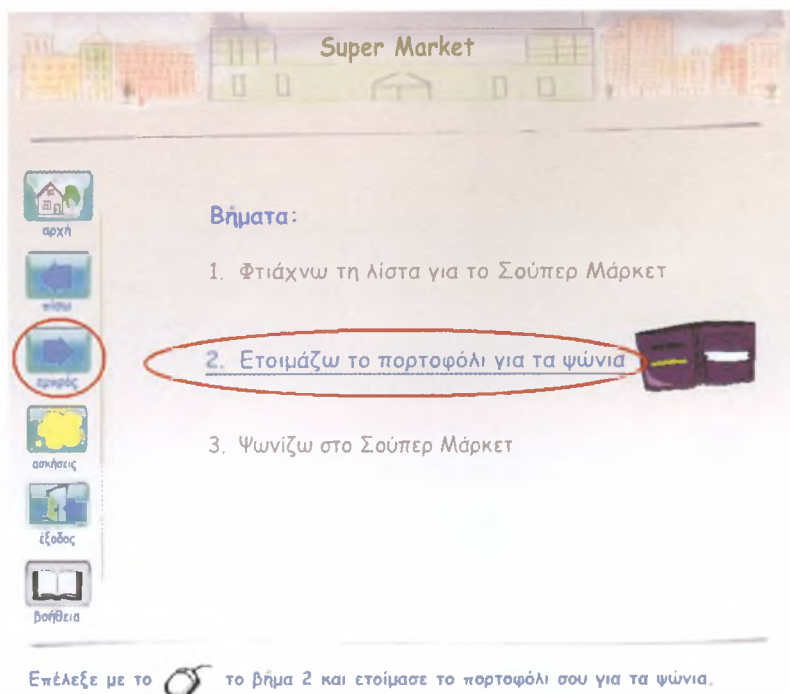 Super Market
αρχή
πίσω
εμπρός
ασκήσεις
έξοδος
βοήθεια
Βήματα:
1. Φτιάχνω τη λίστα για το Σούπερ Μάρκετ
2. Ετοιμάζω το πορτοφόλι για τα ψώνια
3. Ψωνίζω στο Σούπερ Μάρκετ
Επέλεξε με το το βήμα 2 και ετοίμασε το πορτοφόλι σου για τα ψώνια.